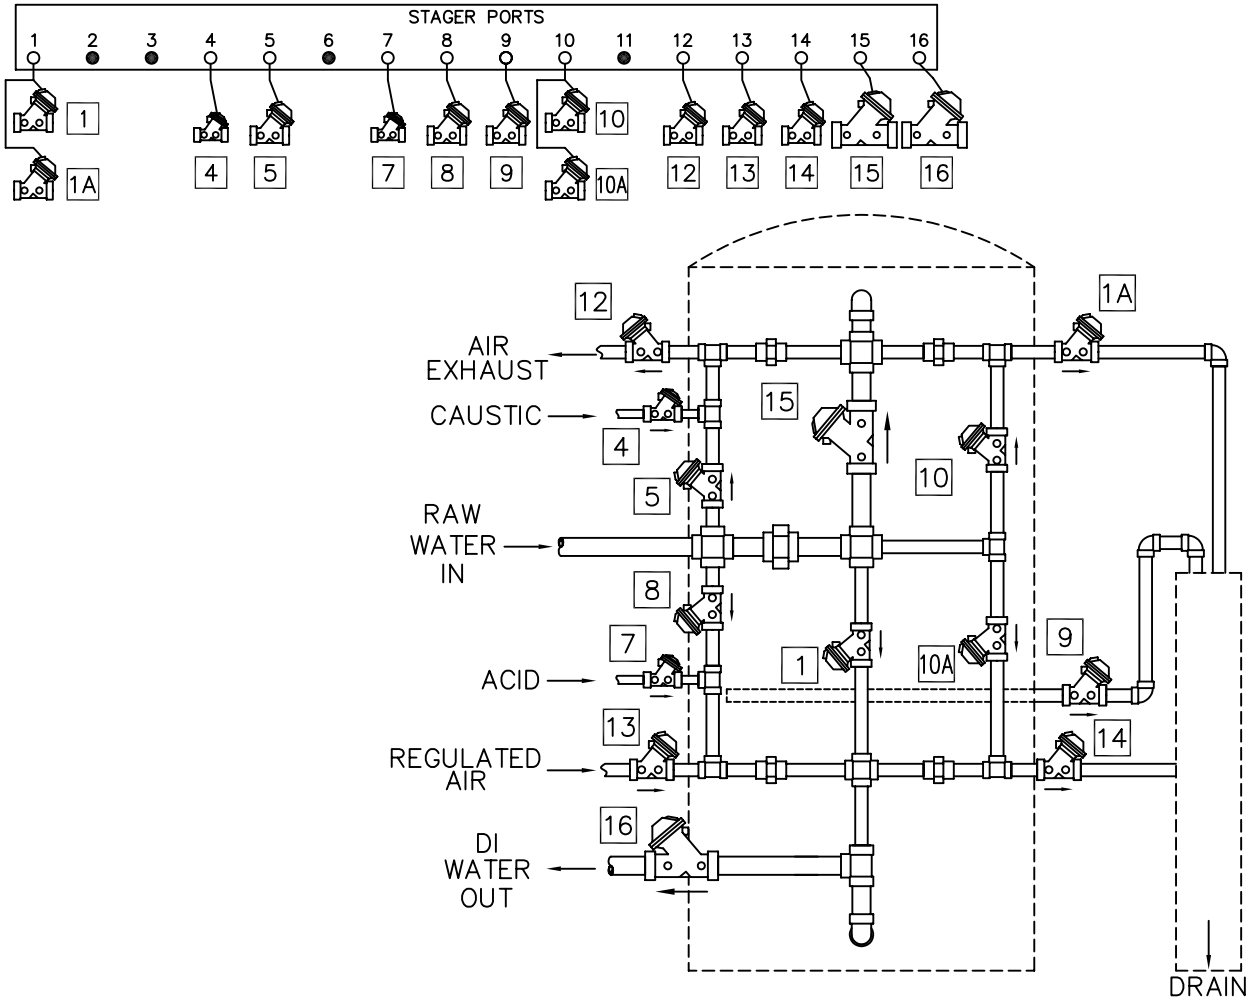 STAGER PORTS
1 2 3 4 5 6 7 8 9 10 11 12 13 14 15 16
1 10
1A 4 5 7 8 9 10A 12 13 14 15 16
12 1A
AIR
EXHAUST
15
CAUSTIC
4
10
5
RAW
WATER
IN
8
9
7
1 10A
ACID
13 14
REGULATED
AIR
16
DI
WATER
OUT
DRAIN